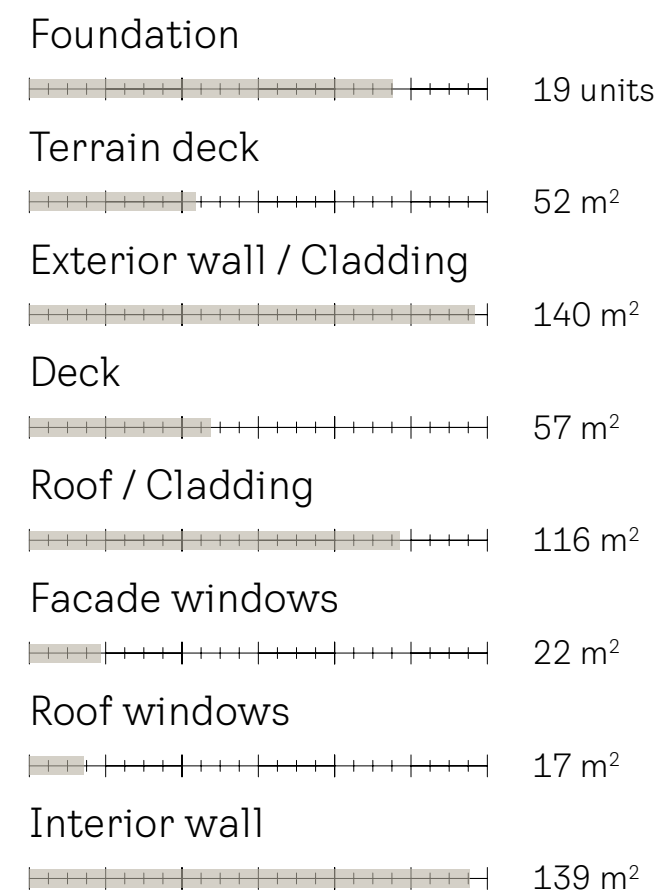 Foundation
19 units
Terrain deck
52 m²
Exterior wall / Cladding
140 m²
Deck
57 m²
Roof / Cladding
116 m²
Facade windows
22 m²
Roof windows
17 m²
Interior wall
139 m²